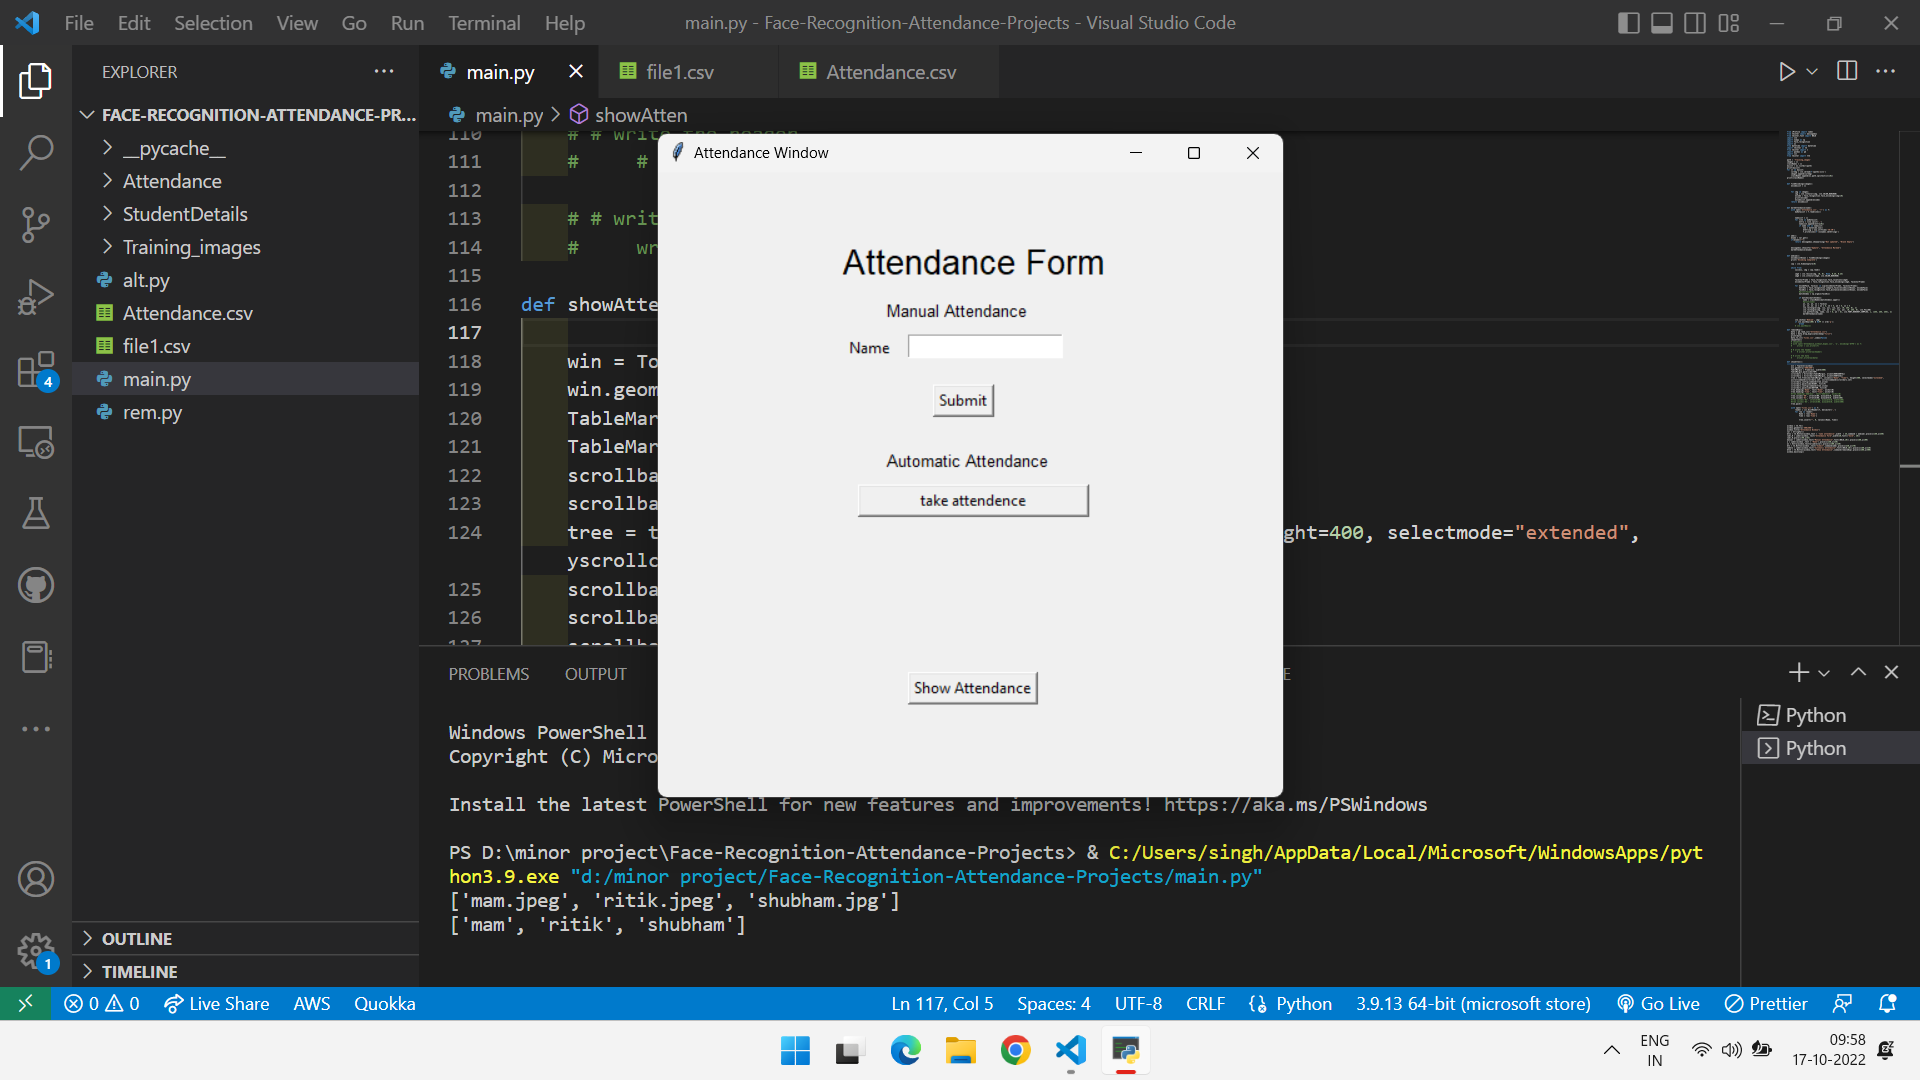 File Edit Selection View Go Run Terminal Help
main.py - Face-Recognition-Attendance-Projects - Visual Studio Code
EXPLORER
FACE-RECOGNITION-ATTENDANCE-PR...
__pycache__
Attendance
StudentDetails
Training_images
alt.py
Attendance.csv
file1.csv
main.py
rem.py
OUTLINE
TIMELINE
4
1
main.py file1.csv Attendance.csv
main.py > showAtten
110 # # write the header
111 # #
112
113 # # writ
114 # wr
115
116 def showAtte
117
118 win = To
119 win.geom
120 TableMar
121 TableMar
122 scrollba
123 scrollba
124 tree = t ght=400, selectmode="extended",
yscrollc
125 scrollba
126 scrollba
127 scrollba
Attendance Window
Attendance Form
Manual Attendance
Name
Submit
Automatic Attendance
take attendence
Show Attendance
PROBLEMS OUTPUT E
Windows PowerShell
Copyright (C) Micro
Install the latest PowerShell for new features and improvements! https://aka.ms/PSWindows
PS D:\minor project\Face-Recognition-Attendance-Projects> & C:/Users/singh/AppData/Local/Microsoft/WindowsApps/pyt
hon3.9.exe "d:/minor project/Face-Recognition-Attendance-Projects/main.py"
['mam.jpeg', 'ritik.jpeg', 'shubham.jpg']
['mam', 'ritik', 'shubham']
Python
Python
0 0 Live Share AWS Quokka
Ln 117, Col 5 Spaces: 4 UTF-8 CRLF Python 3.9.13 64-bit (microsoft store) Go Live Prettier
ENG
IN
09:58
17-10-2022